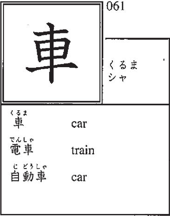 061
車
くるま
シャ
くるま
車 car
でんしゃ
電車 train
じどうしゃ
自動車 car